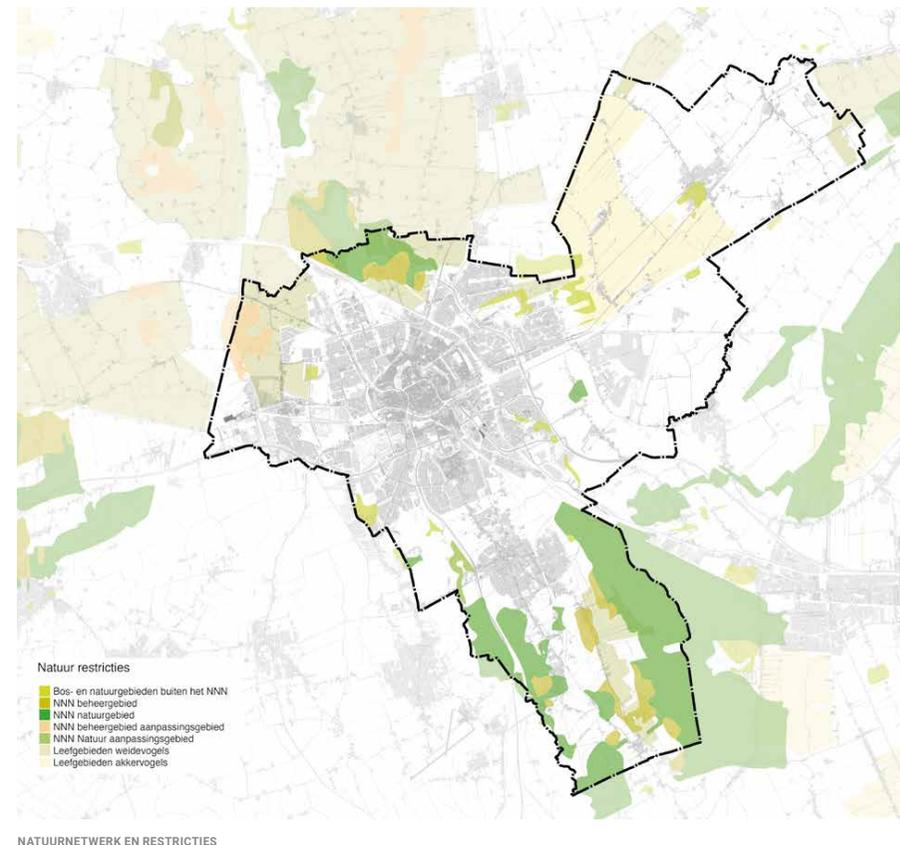 Natuur restricties
Bos- en natuurgebieden buiten het NNN
NNN beheergebied
NNN natuurgebied
NNN beheergebied aanpassingsgebied
NNN Natuur aanpassingsgebied
Leefgebieden weidevogels
Leefgebieden akkervogels
NATUURNETWERK EN RESTRICTIES